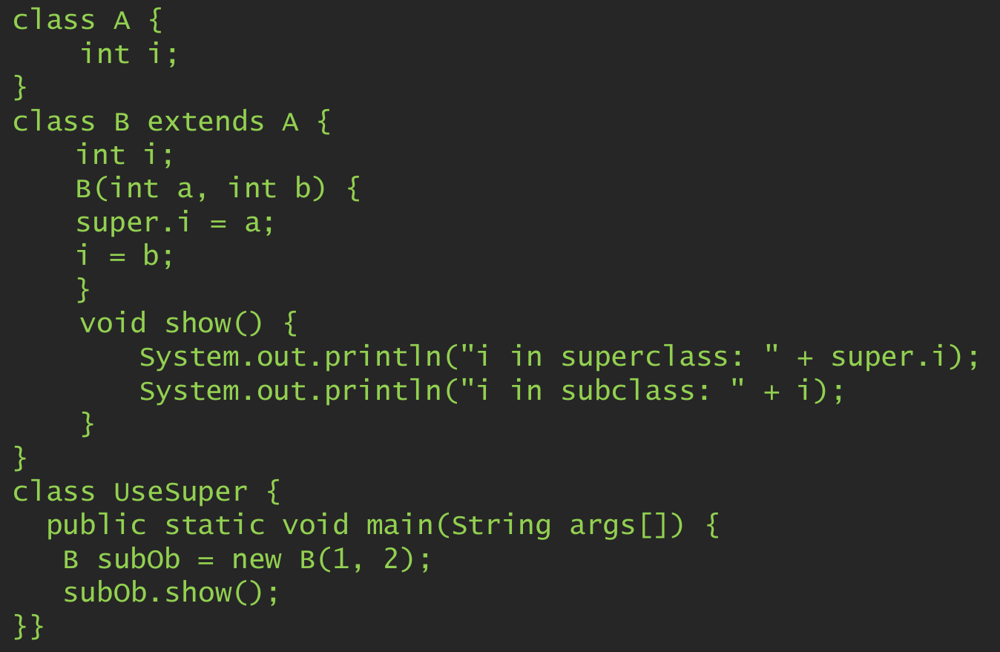 class A {
    int i;
}
class B extends A {
    int i;
    B(int a, int b) {
    super.i = a;
    i = b;
    }
    void show() {
        System.out.println("i in superclass: " + super.i);
        System.out.println("i in subclass: " + i);
    }
}
class UseSuper {
  public static void main(String args[]) {
   B subOb = new B(1, 2);
   subOb.show();
}}